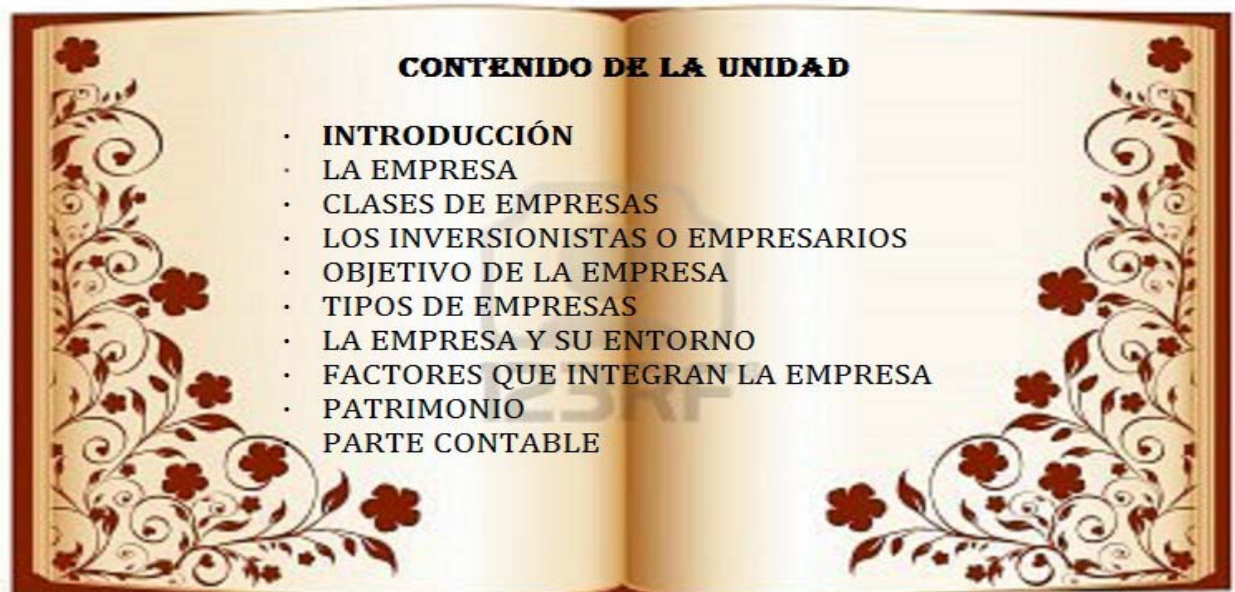 CONTENIDO DE LA UNIDAD
· INTRODUCCIÓN
· LA EMPRESA
· CLASES DE EMPRESAS
· LOS INVERSIONISTAS O EMPRESARIOS
· OBJETIVO DE LA EMPRESA
· TIPOS DE EMPRESAS
· LA EMPRESA Y SU ENTORNO
· FACTORES QUE INTEGRAN LA EMPRESA
· PATRIMONIO
· PARTE CONTABLE
123RF